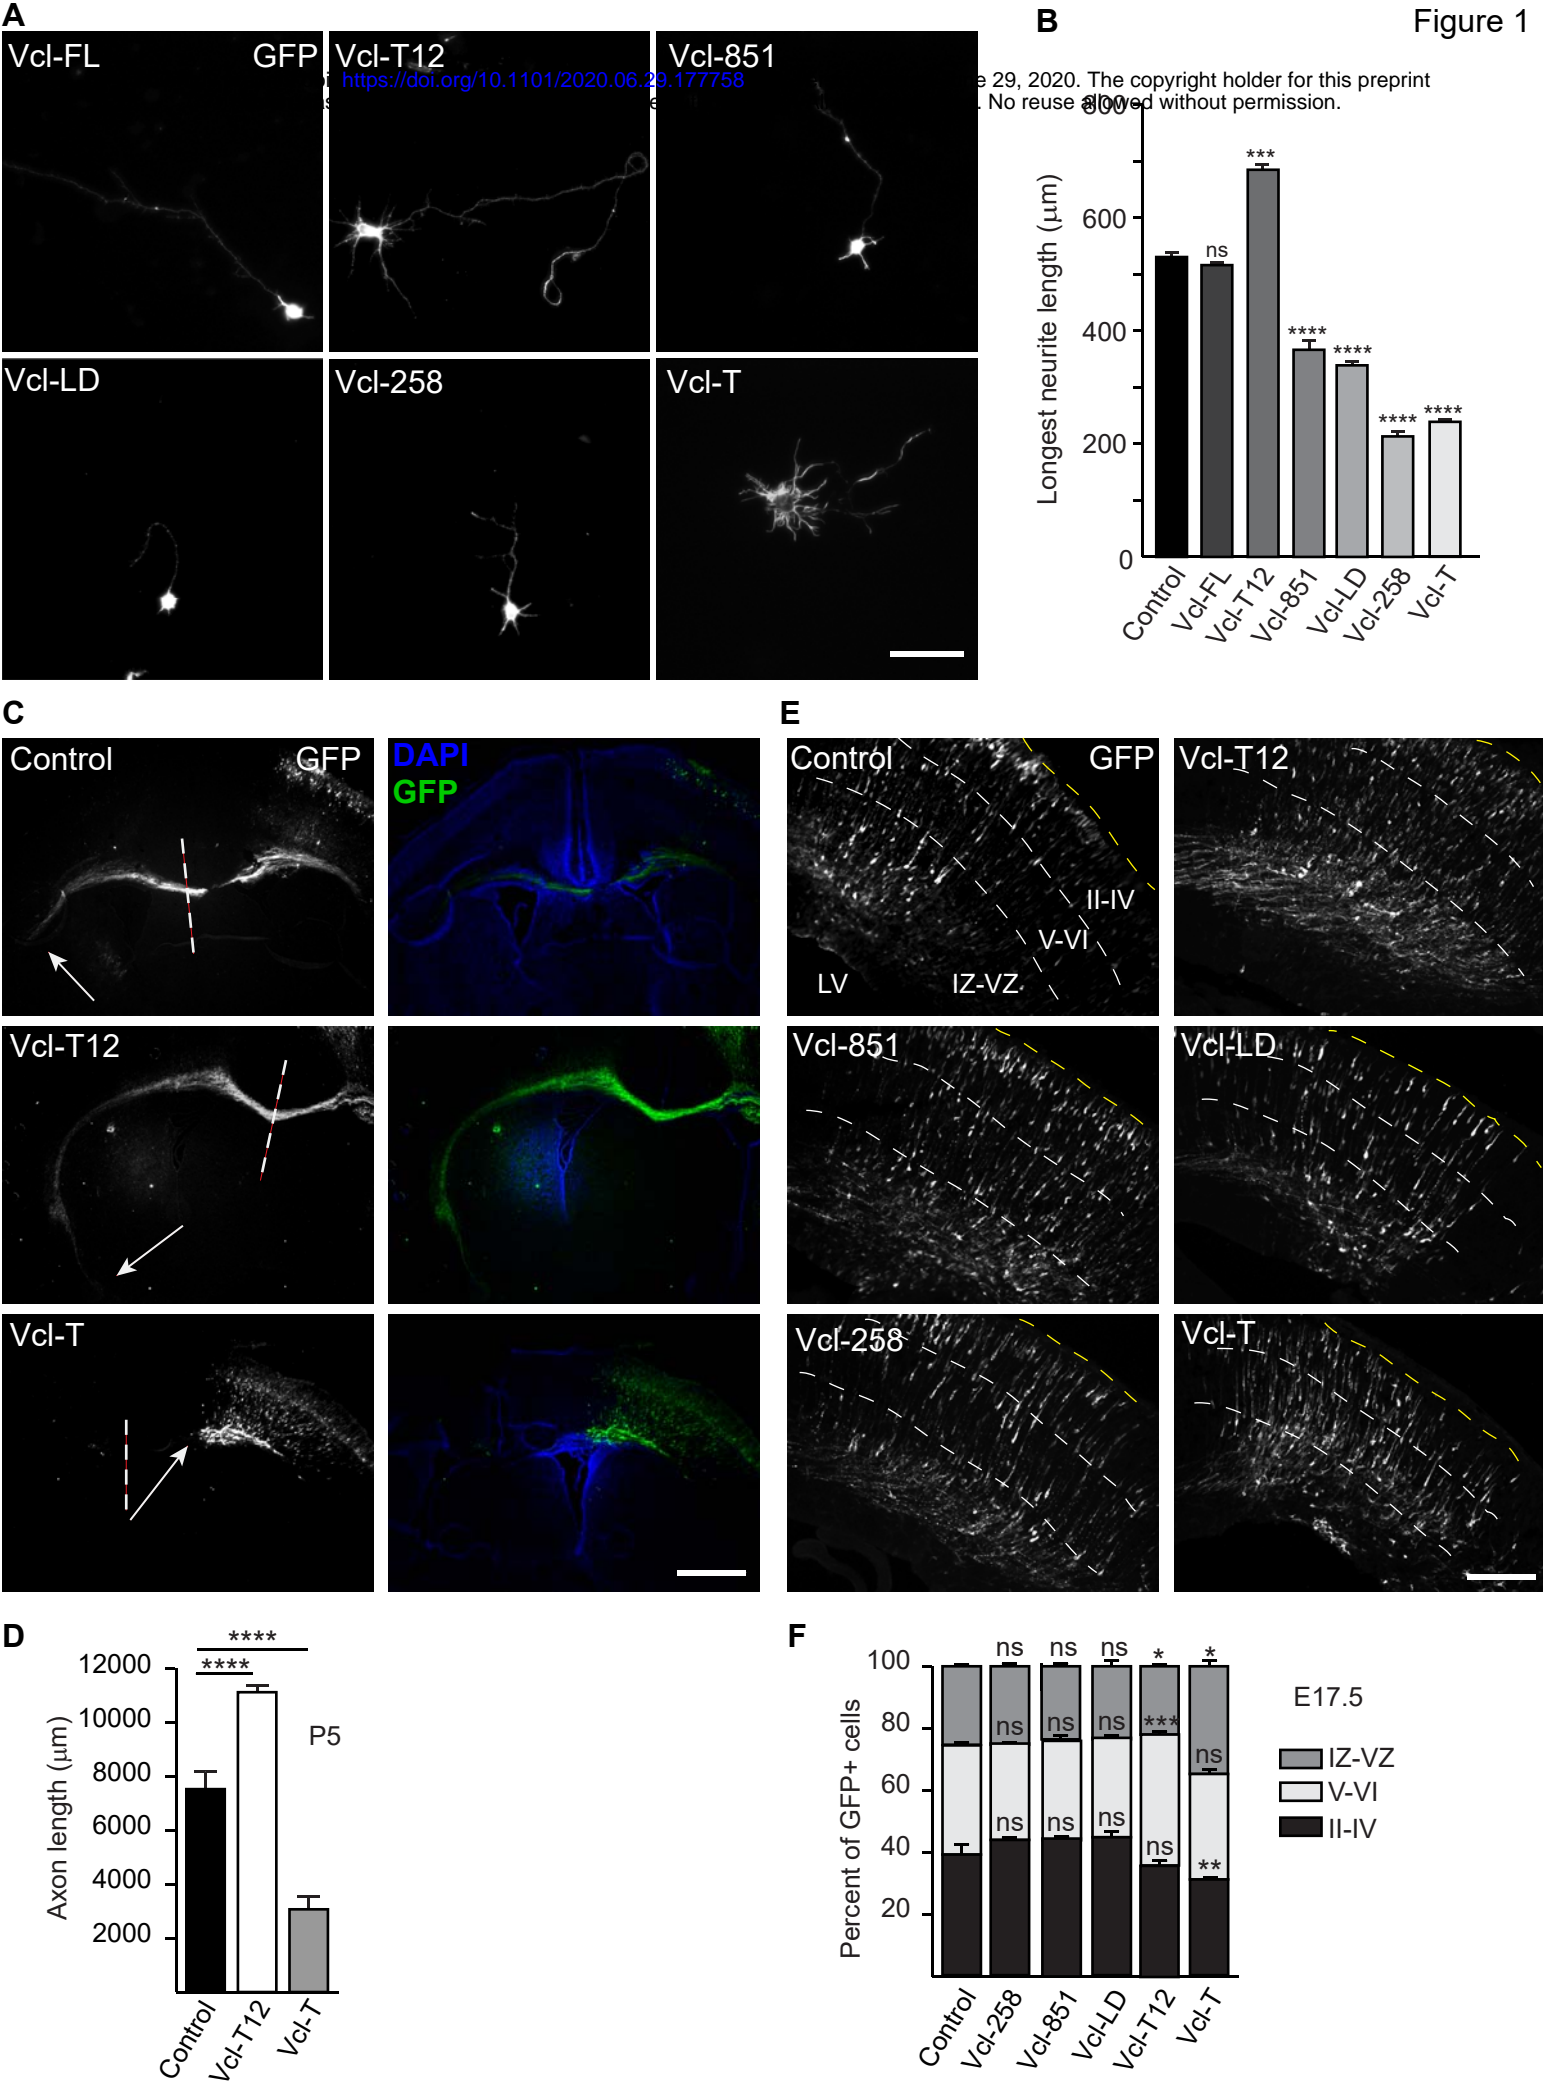 A
B
Figure 1
Vcl-FL
GFP
Vcl-T12
Vcl-851
https://doi.org/10.1101/2020.06.29.177758
29, 2020. The copyright holder for this preprint
. No reuse allowed without permission.
Vcl-LD
Vcl-258
Vcl-T
Longest neurite length (μm)
800
600
400
200
0
***
ns
****
****
****
****
Control
Vcl-FL
Vcl-T12
Vcl-851
Vcl-LD
Vcl-258
Vcl-T
C
Control
GFP
DAPI
GFP
Vcl-T12
Vcl-T
E
Control
GFP
II-IV
V-VI
LV
IZ-VZ
Vcl-T12
Vcl-851
Vcl-LD
Vcl-258
Vcl-T
D
****
****
Axon length (μm)
12000
10000
8000
6000
4000
2000
P5
Control
Vcl-T12
Vcl-T
F
Percent of GFP+ cells
100
80
60
40
20
ns
ns
ns
*
*
ns
ns
ns
***
ns
ns
ns
ns
ns
**
E17.5
IZ-VZ
V-VI
II-IV
Control
Vcl-258
Vcl-851
Vcl-LD
Vcl-T12
Vcl-T